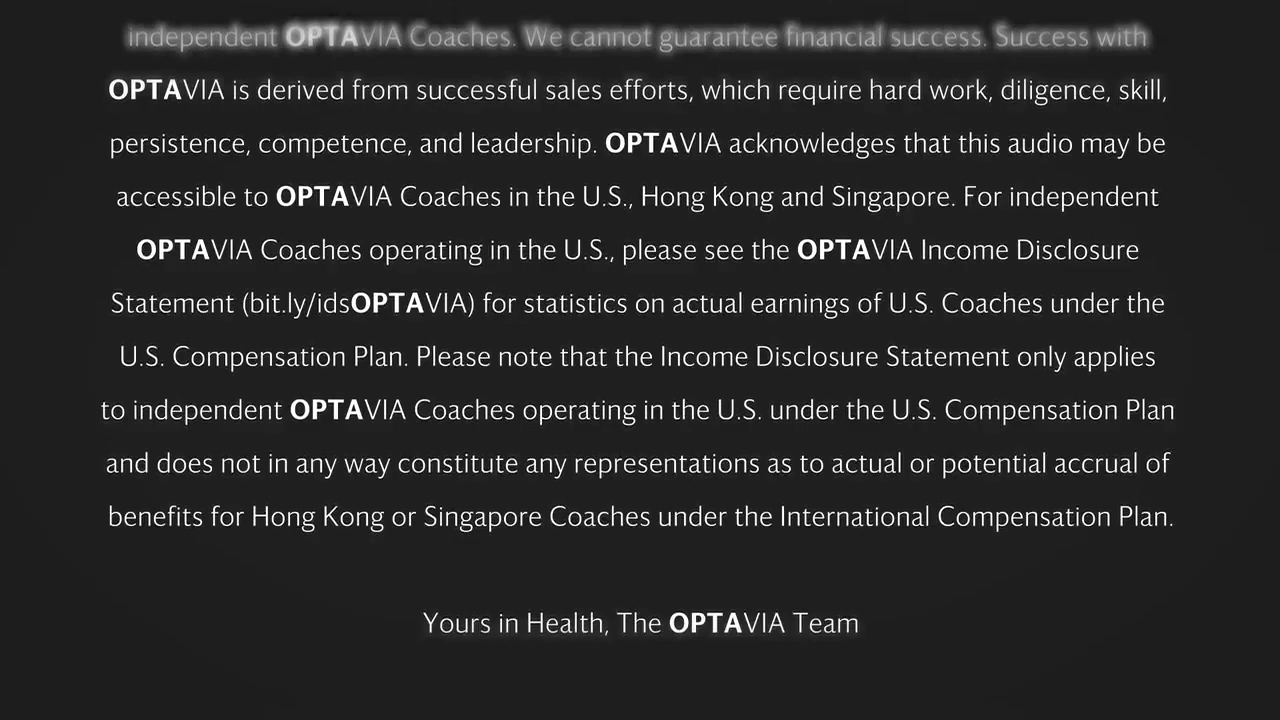 independent OPTAVIA Coaches. We cannot guarantee financial success. Success with
OPTAVIA is derived from successful sales efforts, which require hard work, diligence, skill,
persistence, competence, and leadership. OPTAVIA acknowledges that this audio may be
accessible to OPTAVIA Coaches in the U.S., Hong Kong and Singapore. For independent
OPTAVIA Coaches operating in the U.S., please see the OPTAVIA Income Disclosure
Statement (bit.ly/idsOPTAVIA) for statistics on actual earnings of U.S. Coaches under the
U.S. Compensation Plan. Please note that the Income Disclosure Statement only applies
to independent OPTAVIA Coaches operating in the U.S. under the U.S. Compensation Plan
and does not in any way constitute any representations as to actual or potential accrual of
benefits for Hong Kong or Singapore Coaches under the International Compensation Plan.
Yours in Health, The OPTAVIA Team